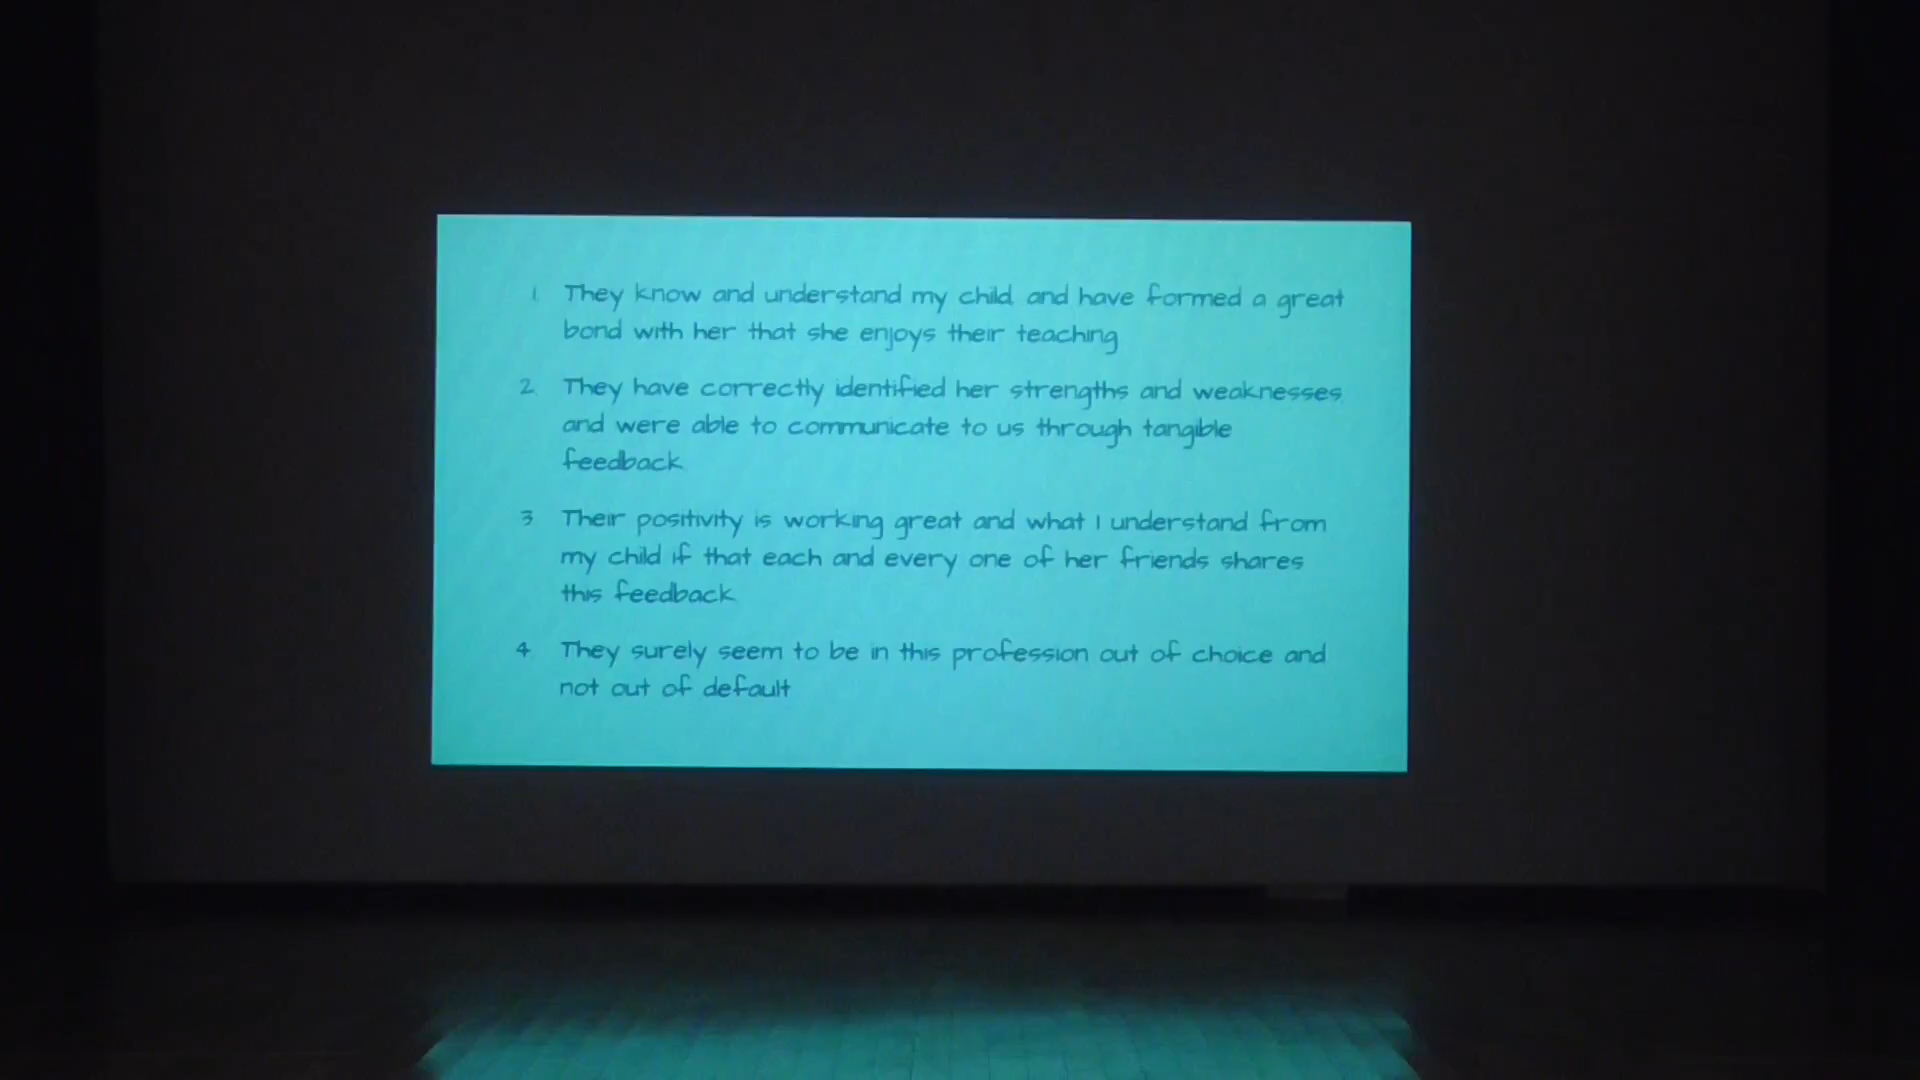 1. They know and understand my child, and have formed a great
bond with her that she enjoys their teaching
2. They have correctly identified her strengths and weaknesses
and were able to communicate to us through tangible
feedback
3. Their positivity is working great and what I understand from
my child if that each and every one of her friends shares
this feedback
4. They surely seem to be in this profession out of choice and
not out of default